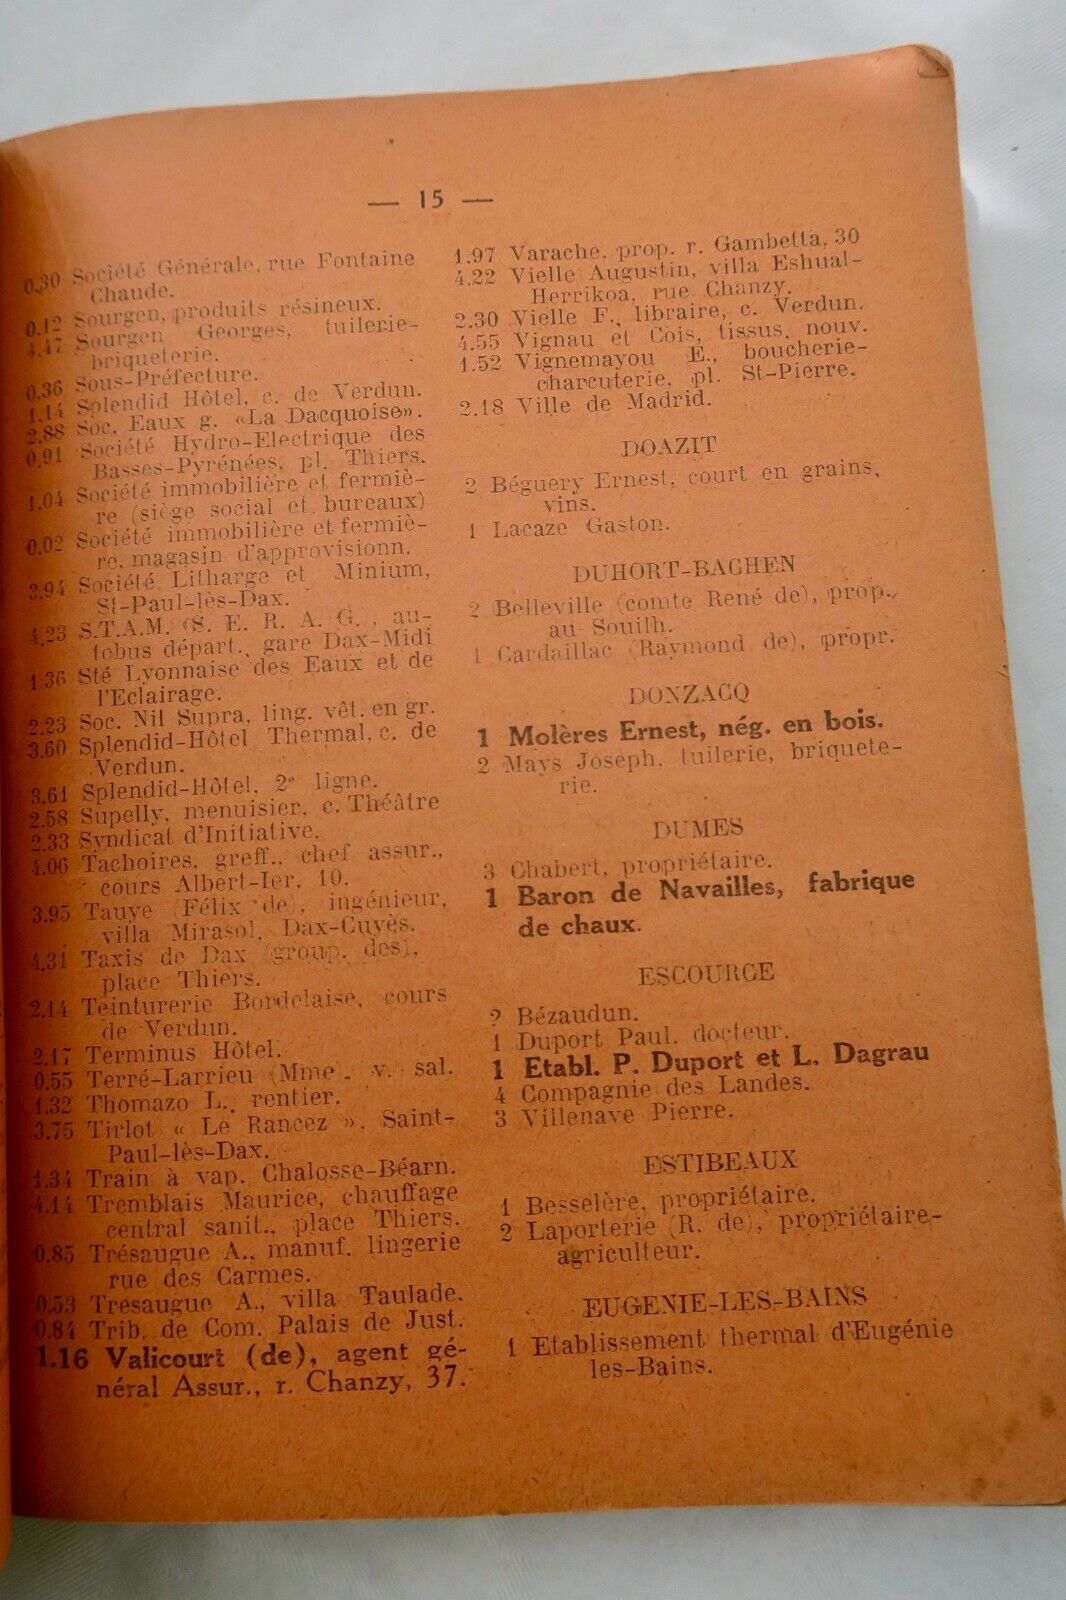 — 15 —
0.30 Société Générale, rue Fontaine
Chaude.
0.12 Sourgen, produits résineux.
4.47 Sourgen Georges, tuilerie-
briqueterie.
0.36 Sous-Préfecture.
1.14 Splendid Hôtel, c. de Verdun.
2.88 Soc. Eaux g. «La Dacquoise».
0.91 Société Hydro-Electrique des
Basses-Pyrénées, pl. Thiers.
1.04 Société immobilière et fermiè-
re (siège social et bureaux)
0.02 Société immobilière et fermiè-
re, magasin d'approvisionn.
3.94 Société Litharge et Minium,
St-Paul-lès-Dax.
4.23 S.T.A.M. (S. E. R. A. G., au-
tobus départ., gare Dax-Midi
1.36 Sté Lyonnaise des Eaux et de
l'Eclairage.
2.23 Soc. Nil Supra, ling. vêt. en gr.
3.60 Splendid-Hôtel Thermal, c. de
Verdun.
3.61 Splendid-Hôtel, 2e ligne.
2.58 Supelly, menuisier, c. Théâtre
2.33 Syndicat d'Initiative.
4.06 Tachoires, greff., chef assur.,
cours Albert-Ier, 10.
3.95 Tauye (Félix de), ingénieur,
villa Mirasol, Dax-Cuyès.
4.31 Taxis de Dax (group. des),
place Thiers.
2.14 Teinturerie Bordelaise, cours
de Verdun.
2.17 Terminus Hôtel.
0.55 Terré-Larrieu (Mme), v. sal.
1.32 Thomazo L., rentier.
3.75 Tirlot « Le Rancez », Saint-
Paul-lès-Dax.
1.34 Train à vap. Chalosse-Béarn.
4.14 Tremblais Maurice, chauffage
central sanit., place Thiers.
0.85 Trésaugue A., manuf. lingerie
rue des Carmes.
0.53 Trésaugue A., villa Taulade.
0.84 Trib. de Com. Palais de Just.
1.16 Valicourt (de), agent gé-
néral Assur., r. Chanzy, 37.
1.97 Varache, prop. r. Gambetta, 30
4.22 Vielle Augustin, villa Eshual-
Herrikoa, rue Chanzy.
2.30 Vielle F., libraire, c. Verdun.
4.55 Vignau et Cois, tissus, nouv.
1.52 Vignemayou E., boucherie-
charcuterie, pl. St-Pierre.
2.18 Ville de Madrid.
DOAZIT
2 Béguery Ernest, court en grains,
vins.
1 Lacaze Gaston.
DUHORT-BACHEN
2 Belleville (comte René de), prop.,
au Souilh.
1 Cardaillac (Raymond de), propr.
DONZACQ
1 Molères Ernest, nég. en bois.
2 Mays Joseph, tuilerie, briquete-
rie.
DUMES
3 Chabert, propriétaire.
1 Baron de Navailles, fabrique
de chaux.
ESCOURCE
2 Bézaudun.
1 Duport Paul, docteur.
1 Etabl. P. Duport et L. Dagrau
4 Compagnie des Landes.
3 Villenave Pierre.
ESTIBEAUX
1 Besselère, propriétaire.
2 Laporterie (R. de), propriétaire-
agriculteur.
EUGENIE-LES-BAINS
1 Etablissement thermal d'Eugénie
les-Bains.